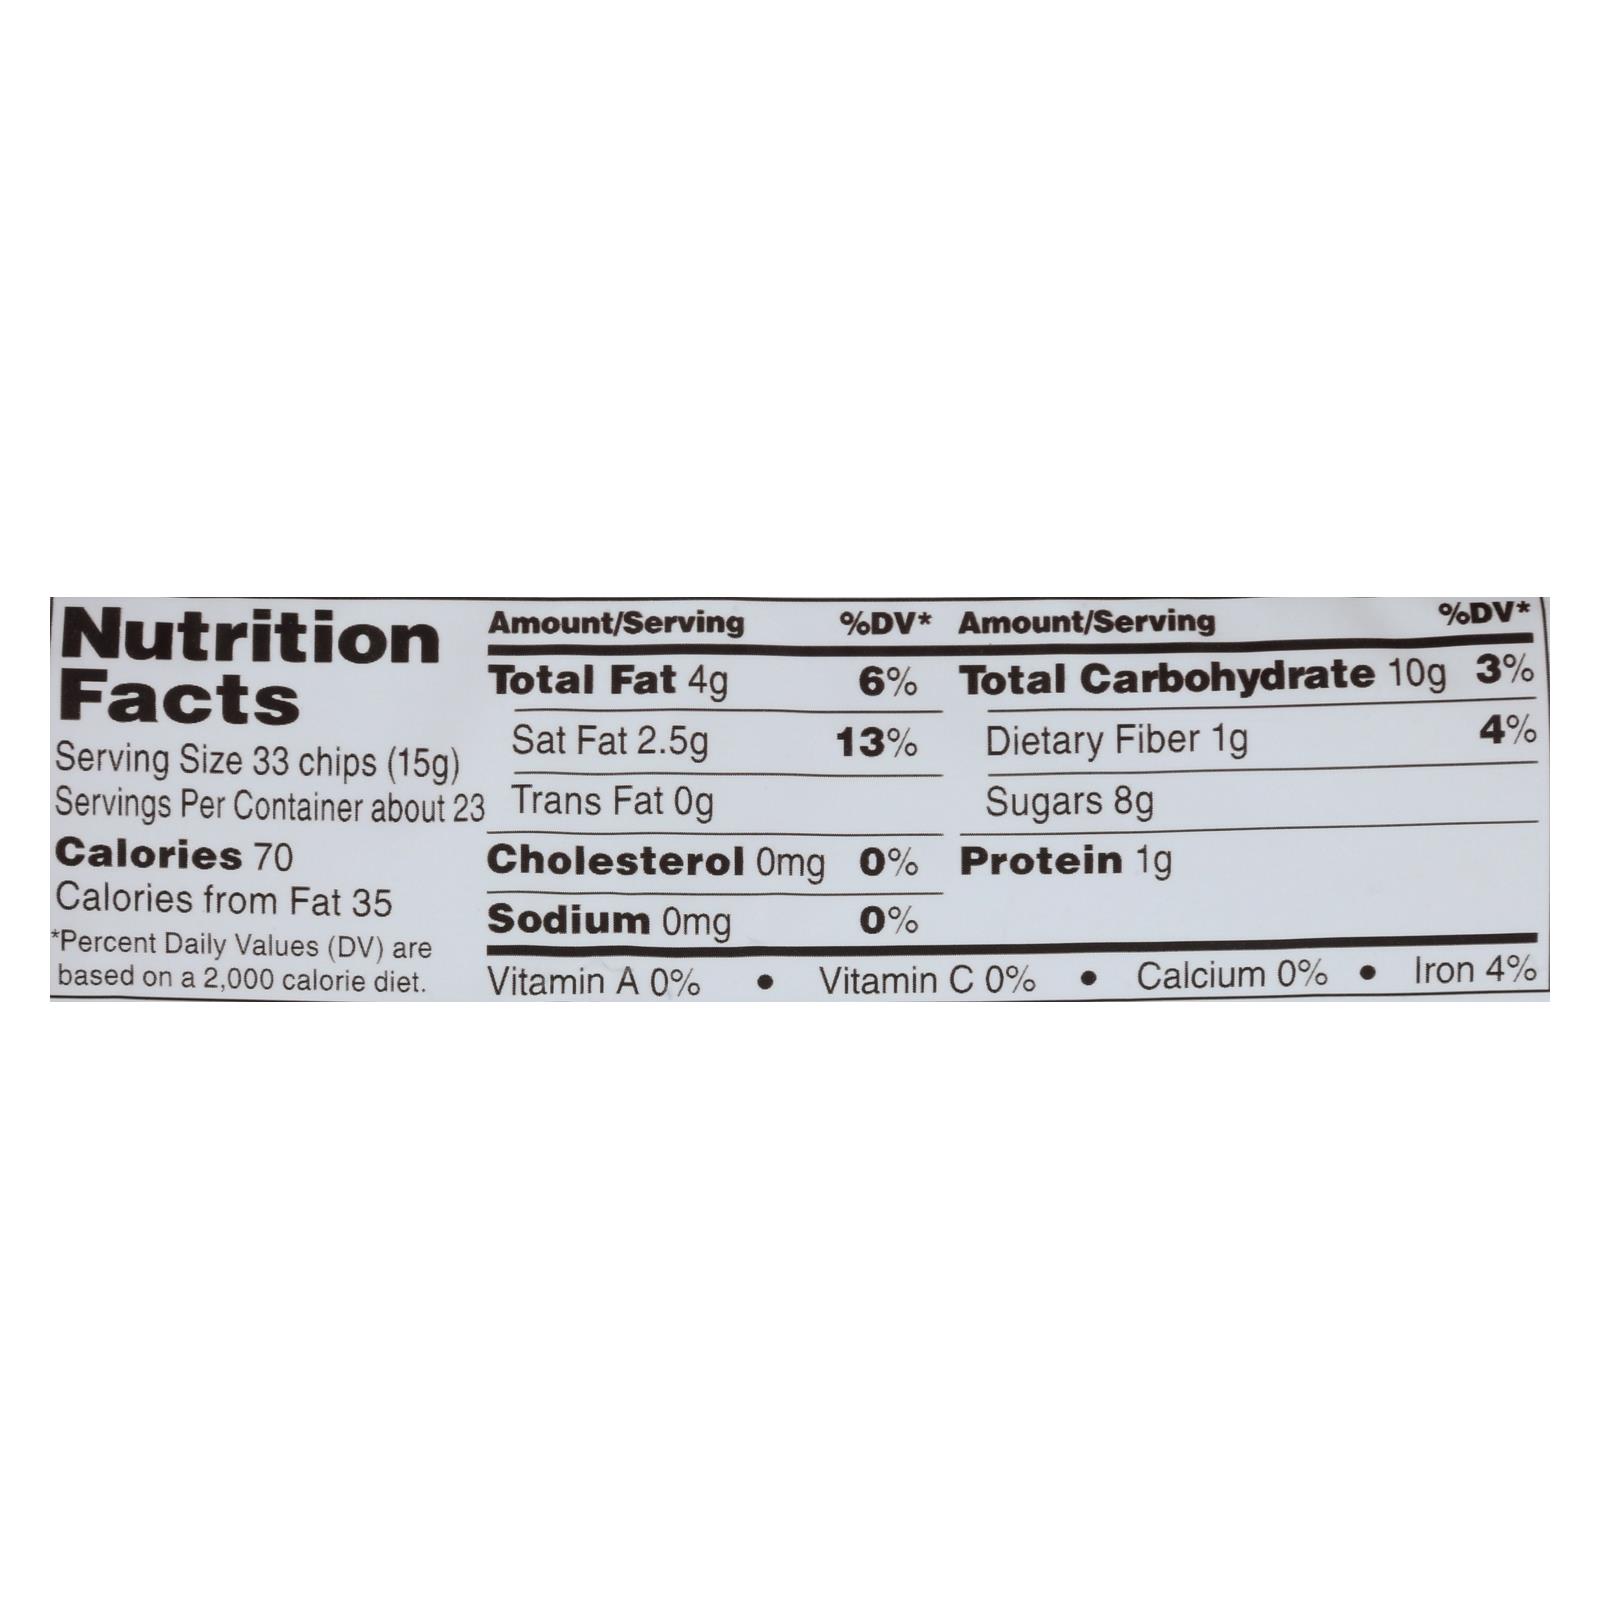 Nutrition
Facts
Serving Size 33 chips (15g)
Servings Per Container about 23
Calories 70
Calories from Fat 35
*Percent Daily Values (DV) are
based on a 2,000 calorie diet.
Amount/Serving %DV*
Total Fat 4g 6%
Sat Fat 2.5g 13%
Trans Fat 0g
Cholesterol 0mg 0%
Sodium 0mg 0%
Amount/Serving %DV*
Total Carbohydrate 10g 3%
Dietary Fiber 1g 4%
Sugars 8g
Protein 1g
Vitamin A 0% • Vitamin C 0% • Calcium 0% • Iron 4%